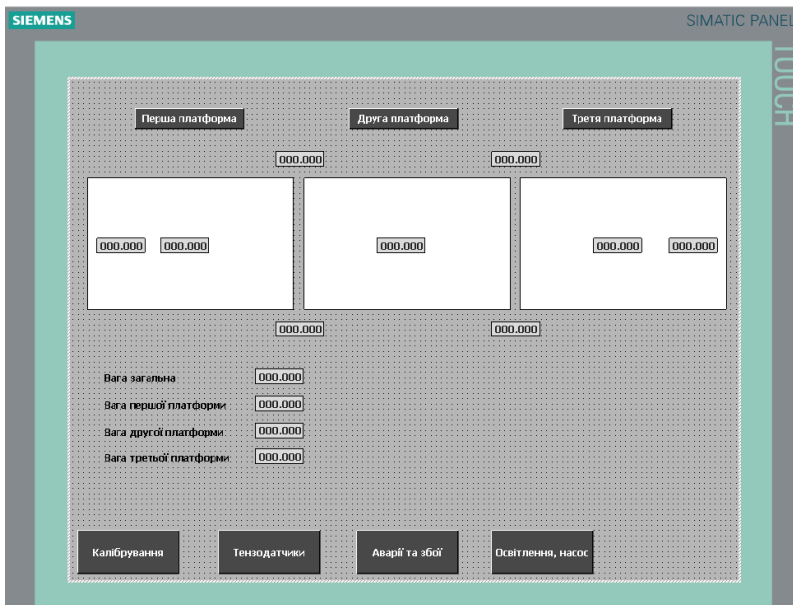 SIEMENS
SIMATIC PANEL
TOUCH
Перша платформа
Друга платформа
Третя платформа
000.000
000.000
000.000
000.000
000.000
000.000
000.000
000.000
000.000
Вага загальна 000.000
Вага першої платформи 000.000
Вага другої платформи 000.000
Вага третьої платформи 000.000
Калібрування
Тензодатчики
Аварії та збої
Освітлення, насос